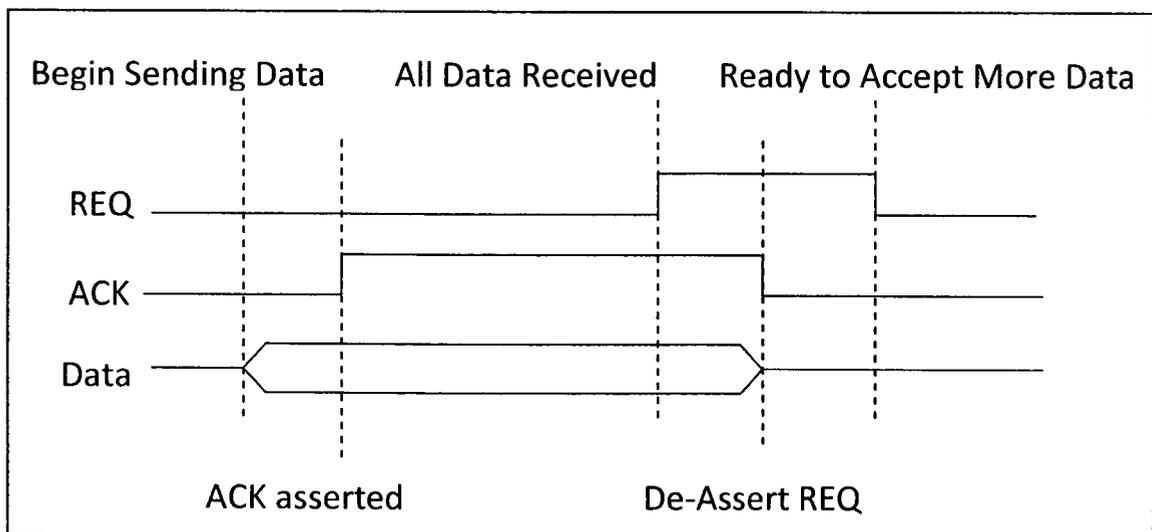 Begin Sending Data All Data Received Ready to Accept More Data
REQ
ACK
Data
ACK asserted De-Assert REQ